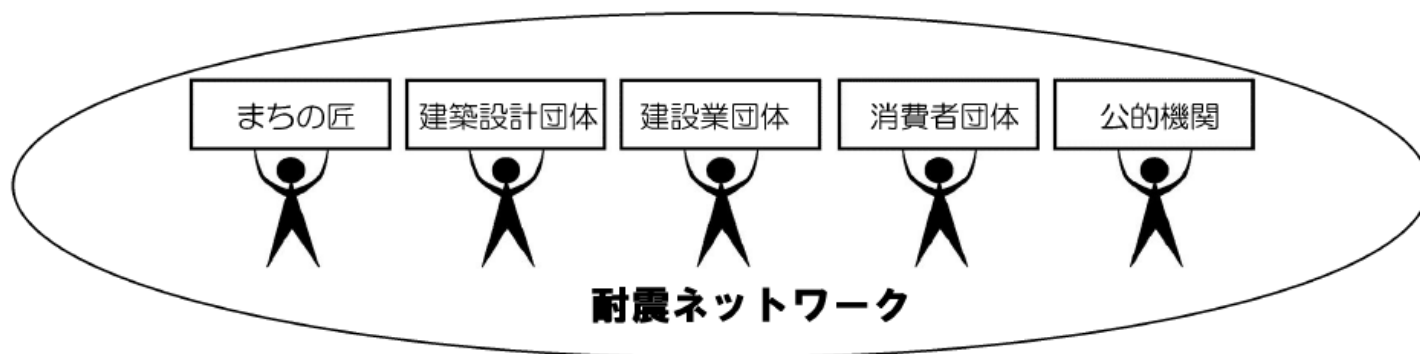 まちの匠
建築設計団体
建設業団体
消費者団体
公的機関
耐震ネットワーク